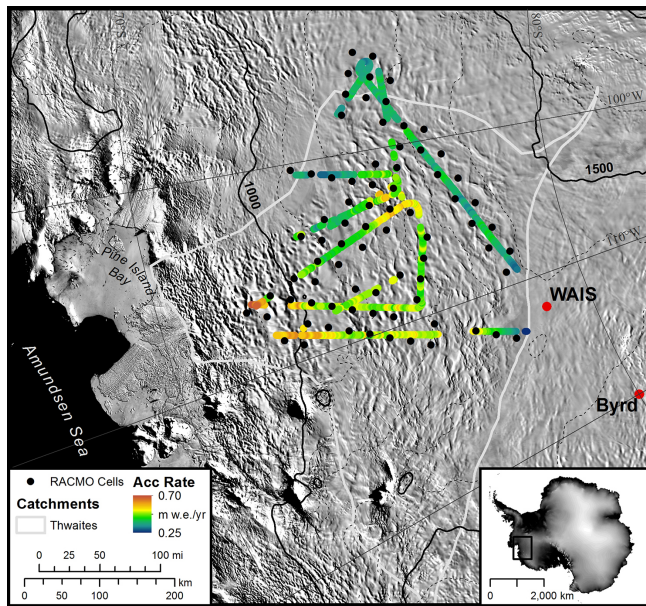 80°S
100°W
1500
1000
110°W
Pine Island
Bay
WAIS
Amundsen Sea
Byrd
RACMO Cells
Catchments
Thwaites
Acc Rate
0.70
m w.e./yr
0.25
0 50 100 mi
0 50 100 200
km
0 2,000 km